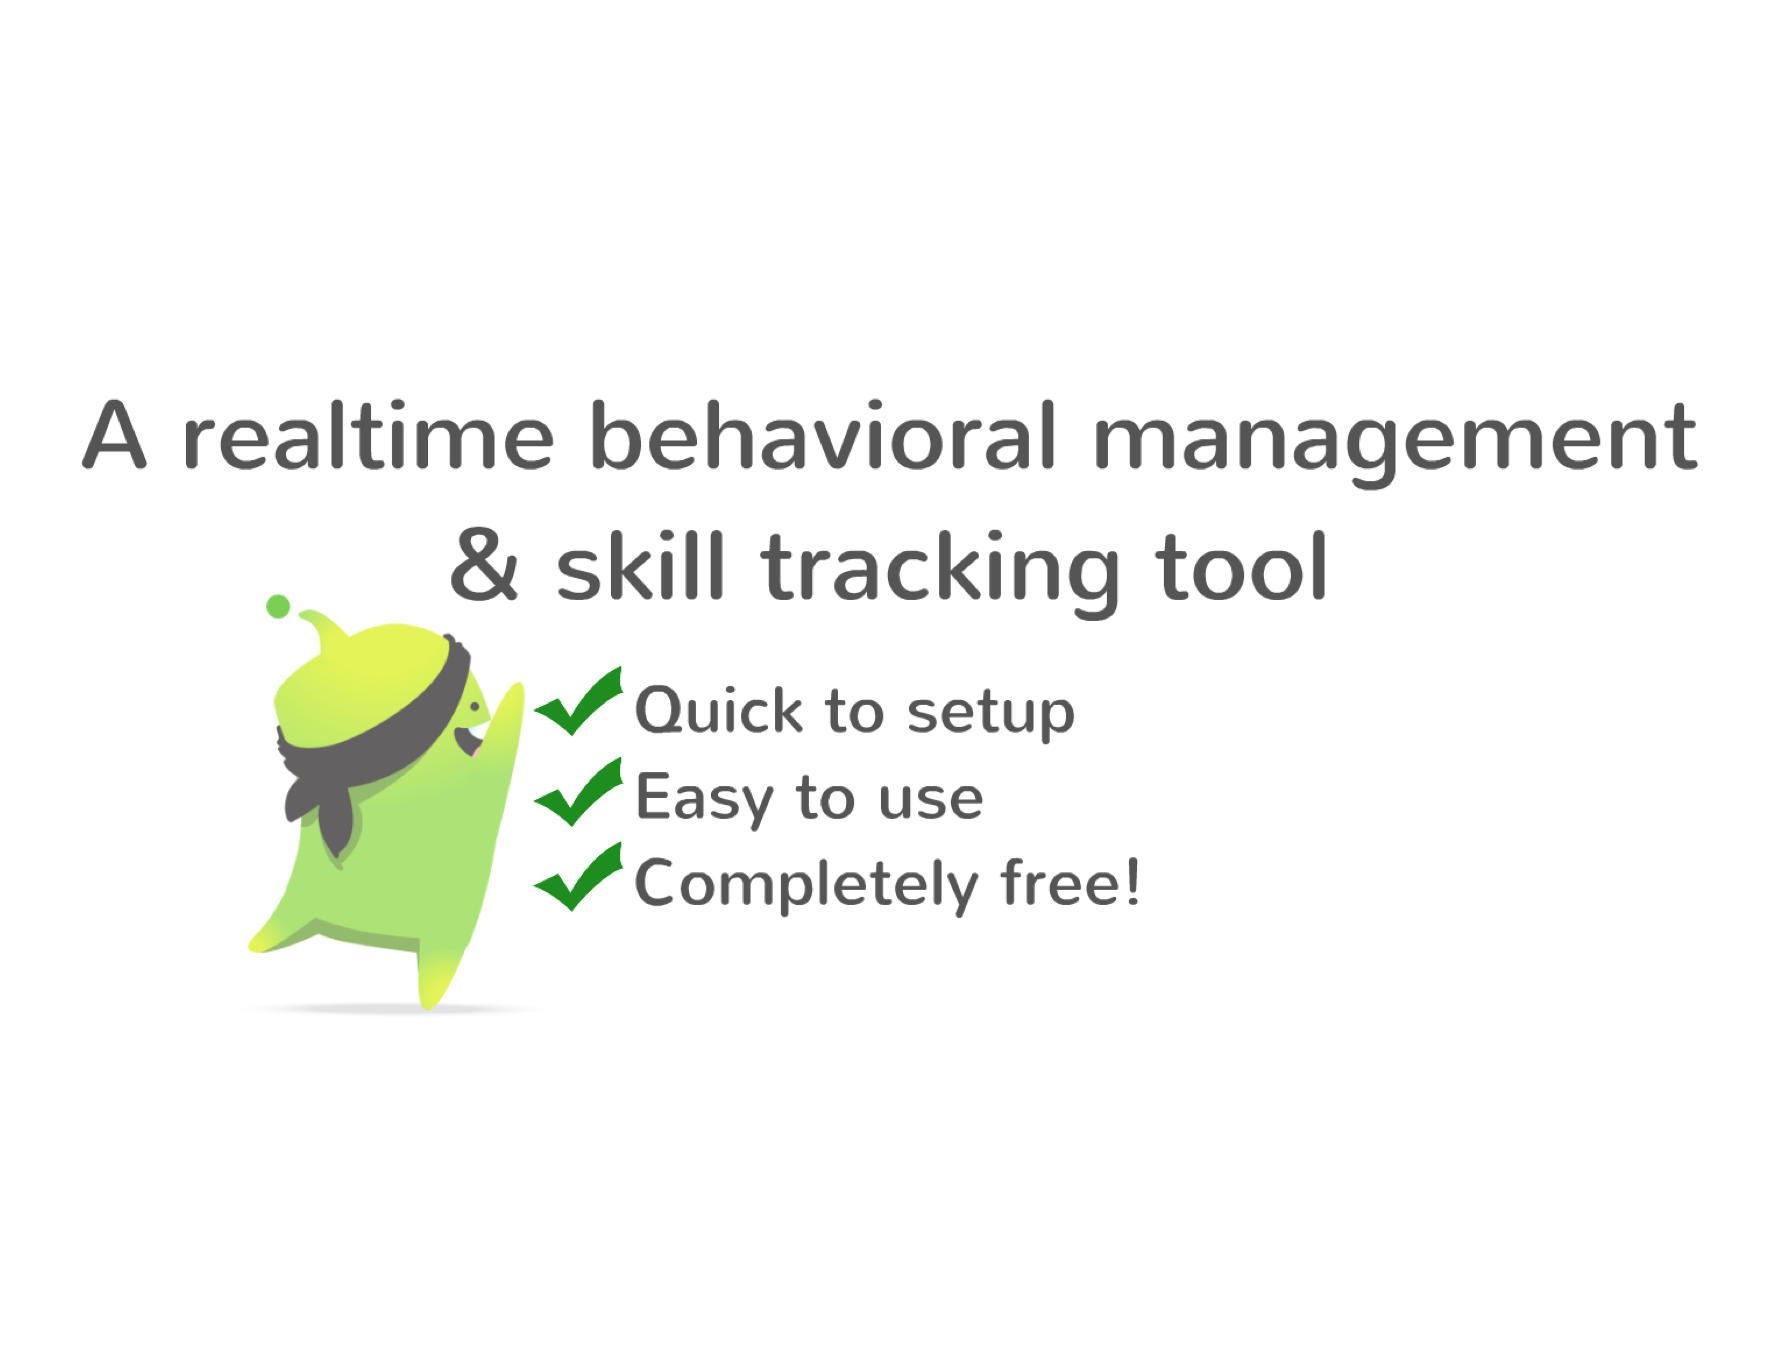 A realtime behavioral management
& skill tracking tool
Quick to setup
Easy to use
Completely free!